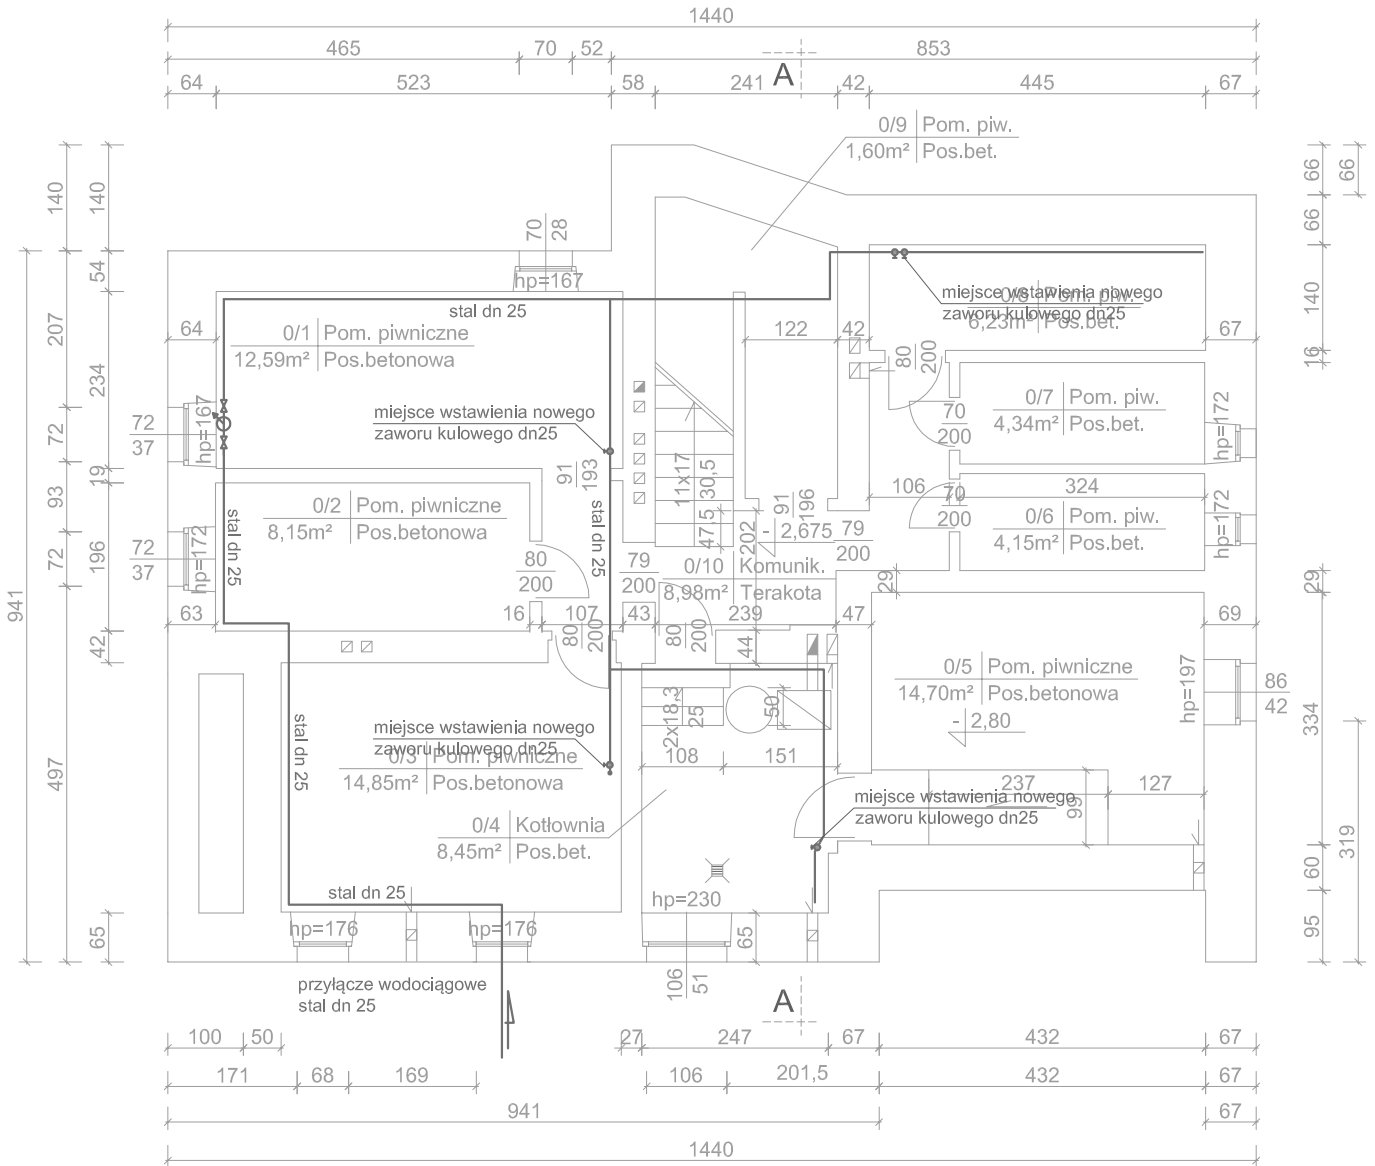 1440
465 70 52 853
A
64 523 58 241 42 445 67
0/9 Pom. piw.
1,60m² Pos.bet.
140 140 66 66
66
70 28
54
hp=167
stal dn 25
miejsce wstawienia nowego
zaworu kulowego dn25
0/8 Pom. piw.
6,23m² Pos.bet.
140
207
64
0/1 Pom. piwniczne
12,59m² Pos.betonowa
122 42
67
80 200
16
234
hp=167
72
37
miejsce wstawienia nowego
zaworu kulowego dn25
70
200
0/7 Pom. piw.
4,34m² Pos.bet.
hp=172
72
19
91 193
11x17
30,5
106 70 324
200
93
0/2 Pom. piwniczne
8,15m² Pos.betonowa
stal dn 25
stal dn 25
47,5
202
91 196
- 2,675
79
200
0/6 Pom. piw.
4,15m² Pos.bet.
hp=172
72
37
hp=172
72
196
80
200
79
200
0/10 Komunik.
8,98m² Terakota
29
29
941
63
16 107 43 239 47
69
80 200
80 200
44
42
0/5 Pom. piwniczne
14,70m² Pos.betonowa
- 2,80
hp=197
86
42
334
stal dn 25
2x18,3
25
50
miejsce wstawienia nowego
zaworu kulowego dn25
0/3 Pom. piwniczne
14,85m² Pos.betonowa
108 151
497
237 127
99
miejsce wstawienia nowego
zaworu kulowego dn25
0/4 Kotłownia
8,45m² Pos.bet.
319
60
stal dn 25
hp=230
hp=176
hp=176
65
65
95
106 51
przyłącze wodociągowe
stal dn 25
A
100 50 27 247 67 432 67
171 68 169 106 201,5 432 67
941 67
1440